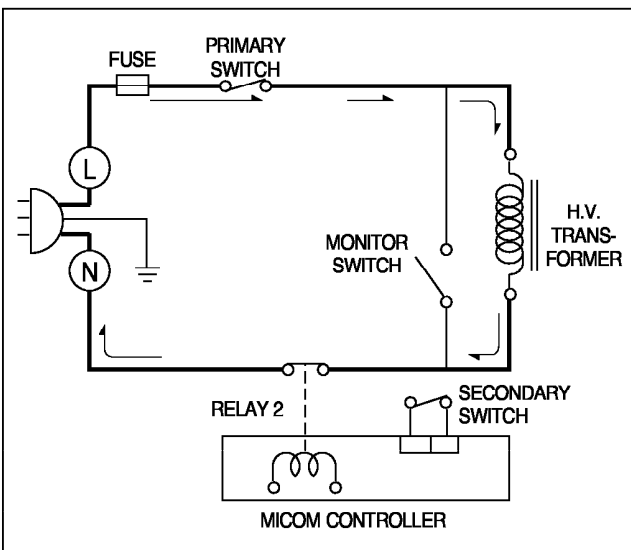 FUSE
PRIMARY
SWITCH
L
H.V.
TRANS-
FORMER
MONITOR
SWITCH
N
RELAY 2
SECONDARY
SWITCH
MICOM CONTROLLER